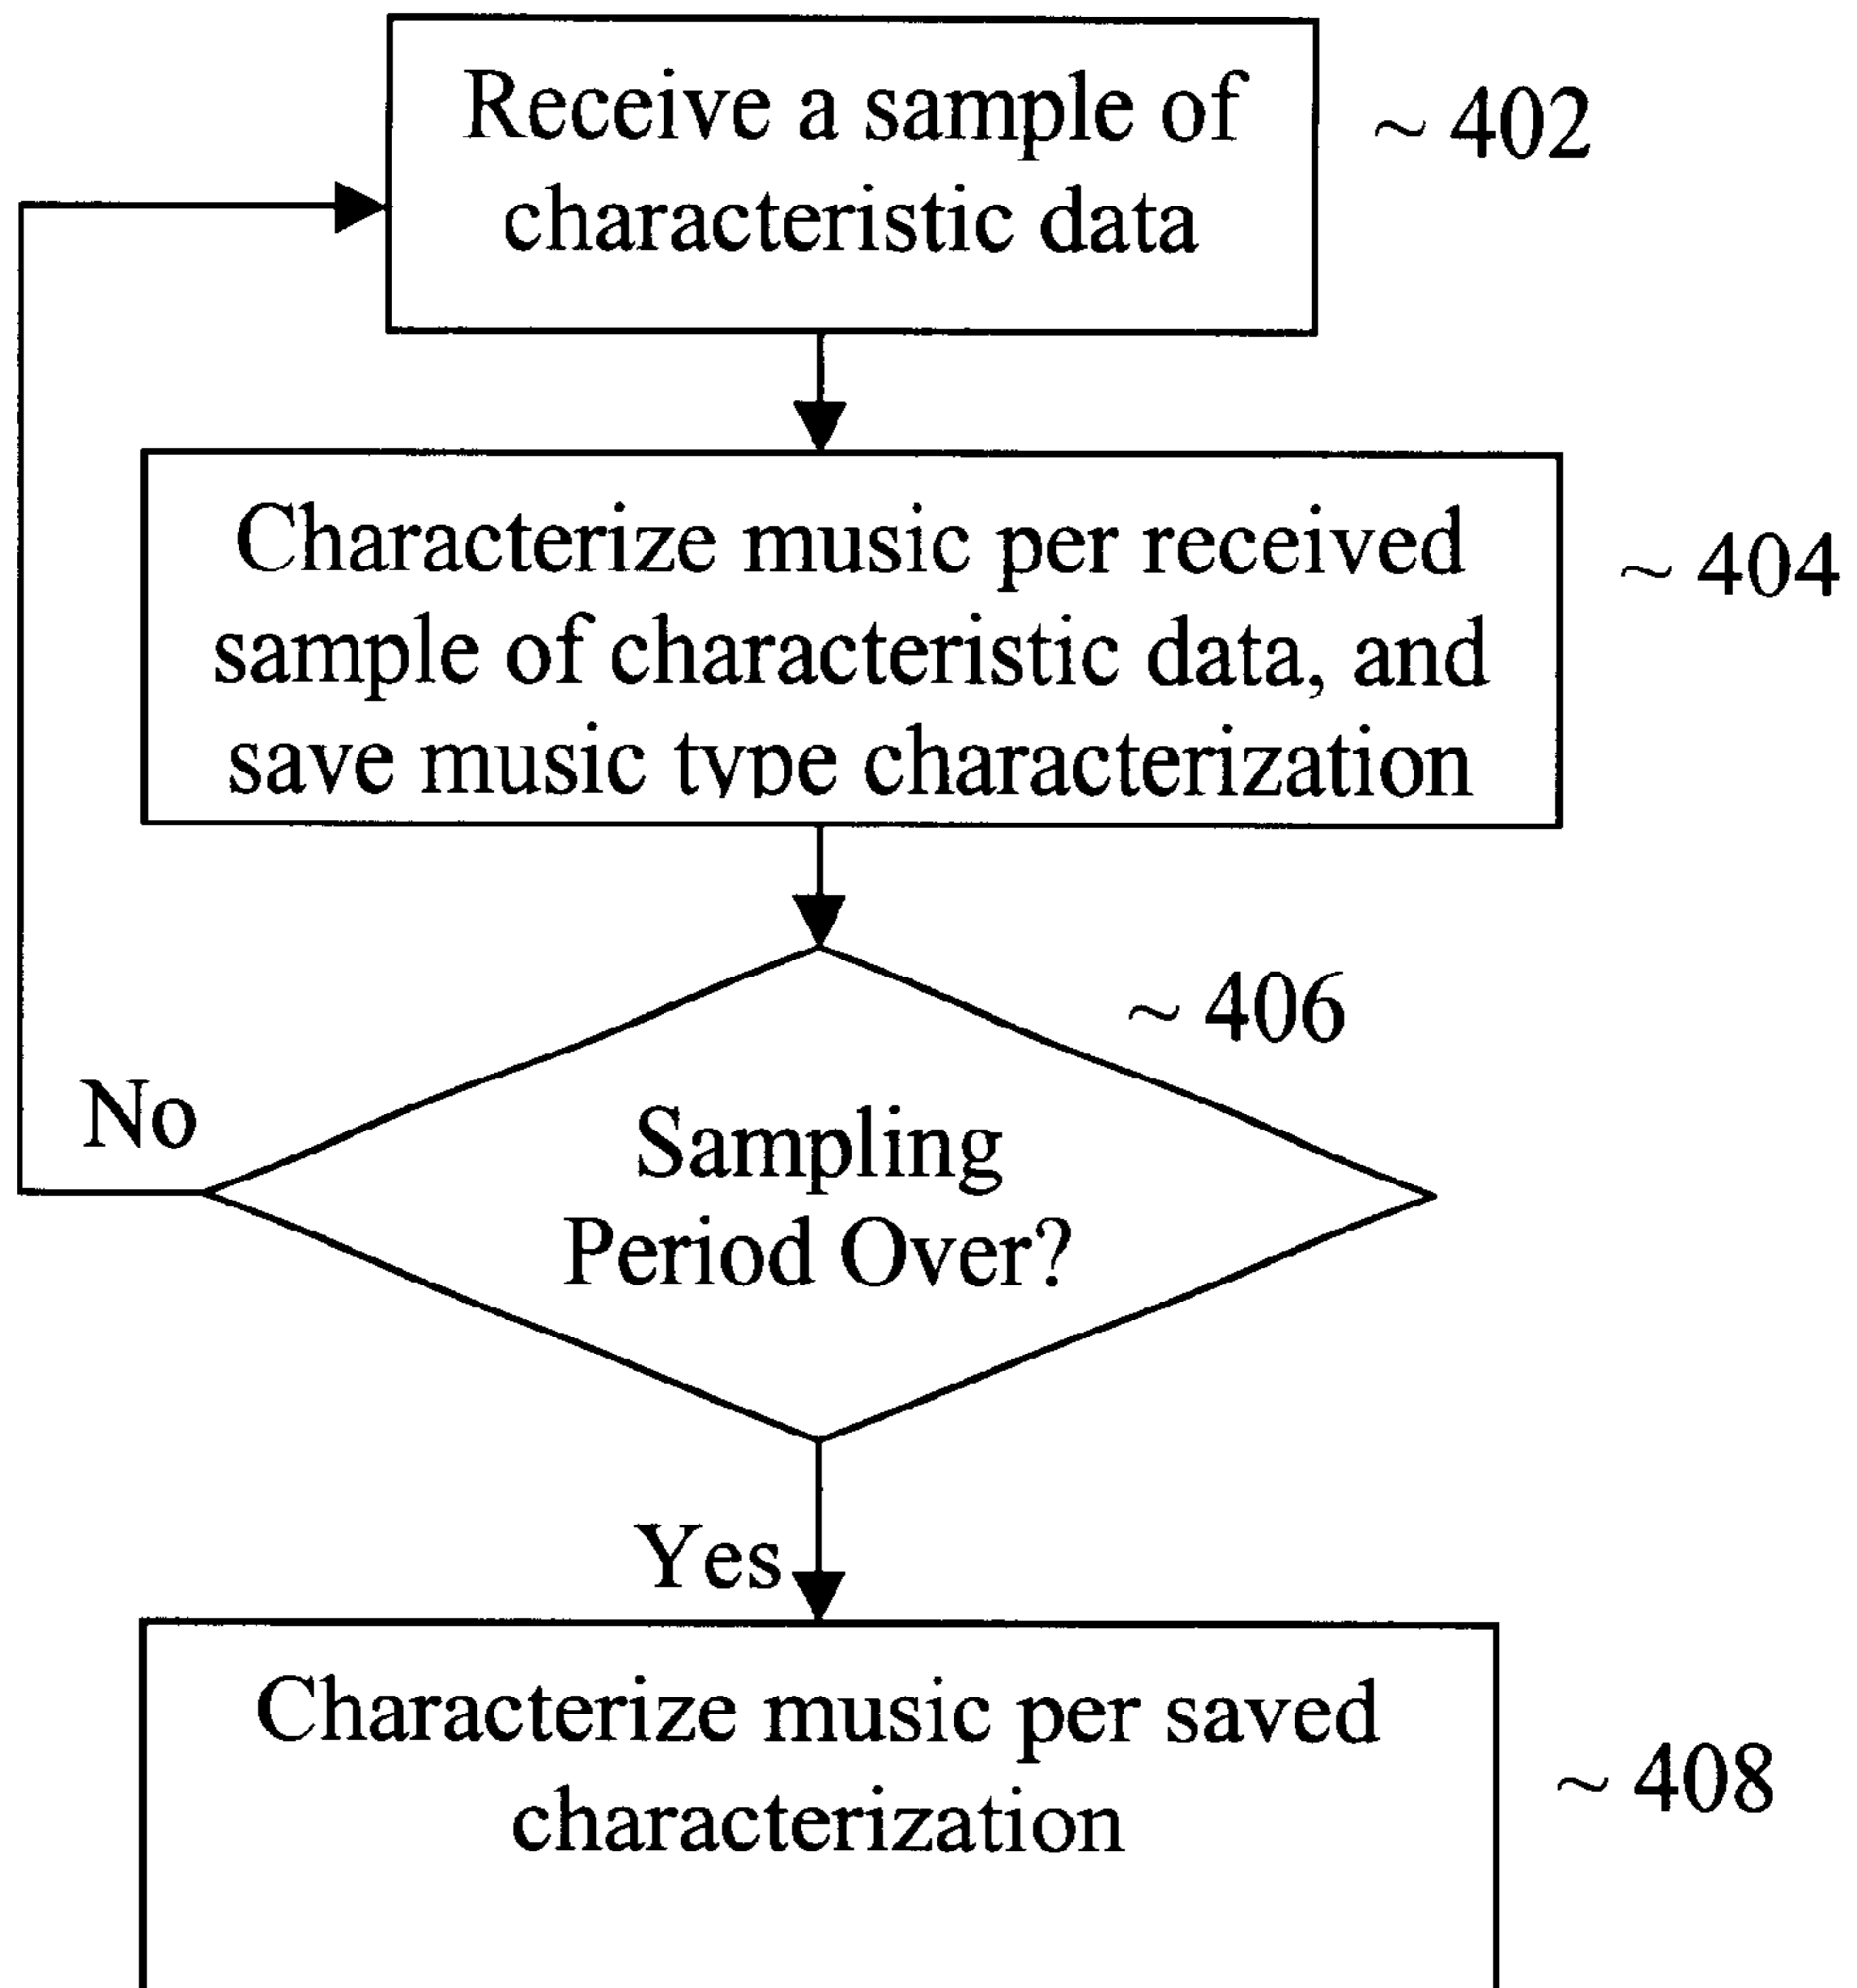 Receive a sample of
characteristic data
~ 402
Characterize music per received
sample of characteristic data, and
save music type characterization
~ 404
~ 406
No
Sampling
Period Over?
Yes
Characterize music per saved
characterization
~ 408